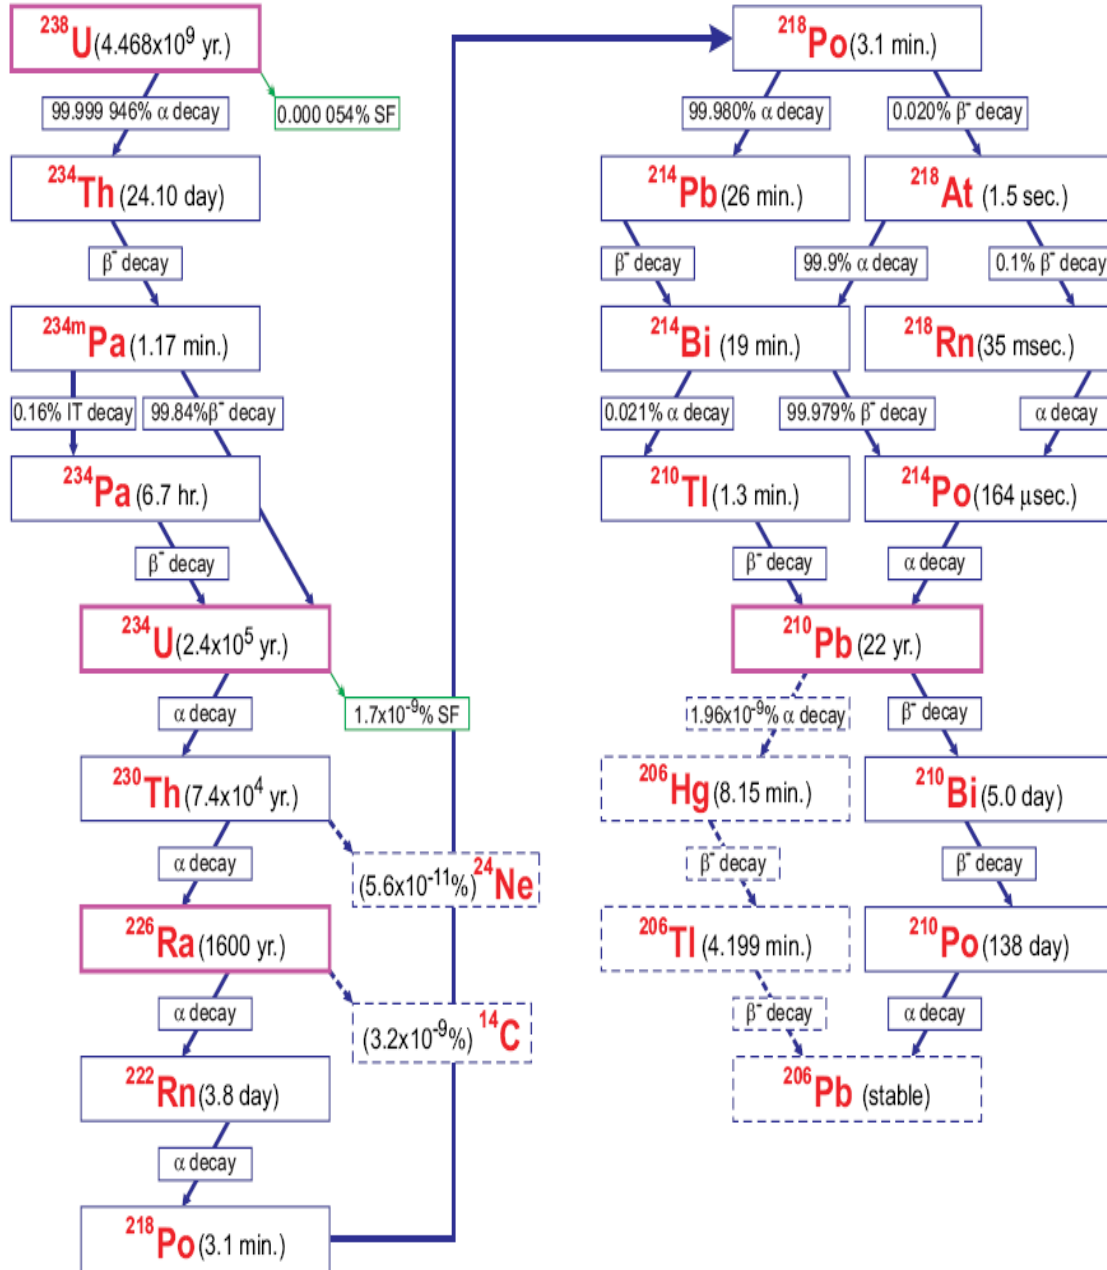 ²³⁸U (4.468x10⁹ yr.)
99.999 946% α decay
0.000 054% SF
²³⁴Th (24.10 day)
β⁻ decay
²³⁴ᵐPa (1.17 min.)
0.16% IT decay
99.84%β⁻ decay
²³⁴Pa (6.7 hr.)
β⁻ decay
²³⁴U (2.4x10⁵ yr.)
α decay
1.7x10⁻⁹% SF
²³⁰Th (7.4x10⁴ yr.)
α decay
(5.6x10⁻¹¹%) ²⁴Ne
²²⁶Ra (1600 yr.)
α decay
(3.2x10⁻⁹%) ¹⁴C
²²²Rn (3.8 day)
α decay
²¹⁸Po (3.1 min.)
²¹⁸Po (3.1 min.)
99.980% α decay
0.020% β⁻ decay
²¹⁴Pb (26 min.)
²¹⁸At (1.5 sec.)
β⁻ decay
99.9% α decay
0.1% β⁻ decay
²¹⁴Bi (19 min.)
²¹⁸Rn (35 msec.)
0.021% α decay
99.979% β⁻ decay
α decay
²¹⁰Tl (1.3 min.)
²¹⁴Po (164 μsec.)
β⁻ decay
α decay
²¹⁰Pb (22 yr.)
1.96x10⁻⁹% α decay
β⁻ decay
²⁰⁶Hg (8.15 min.)
²¹⁰Bi (5.0 day)
β⁻ decay
β⁻ decay
²⁰⁶Tl (4.199 min.)
²¹⁰Po (138 day)
β⁻ decay
α decay
²⁰⁶Pb (stable)